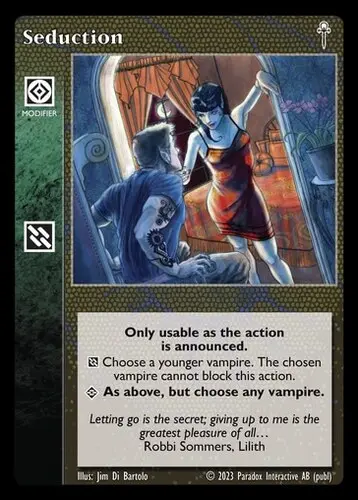 Seduction
MODIFIER
Only usable as the action
is announced.
Choose a younger vampire. The chosen
vampire cannot block this action.
As above, but choose any vampire.
Letting go is the secret; giving up to me is the
greatest pleasure of all…
Robbi Sommers, Lilith
Illus: Jim Di Bartolo
© 2023 Paradox Interactive AB (publ)